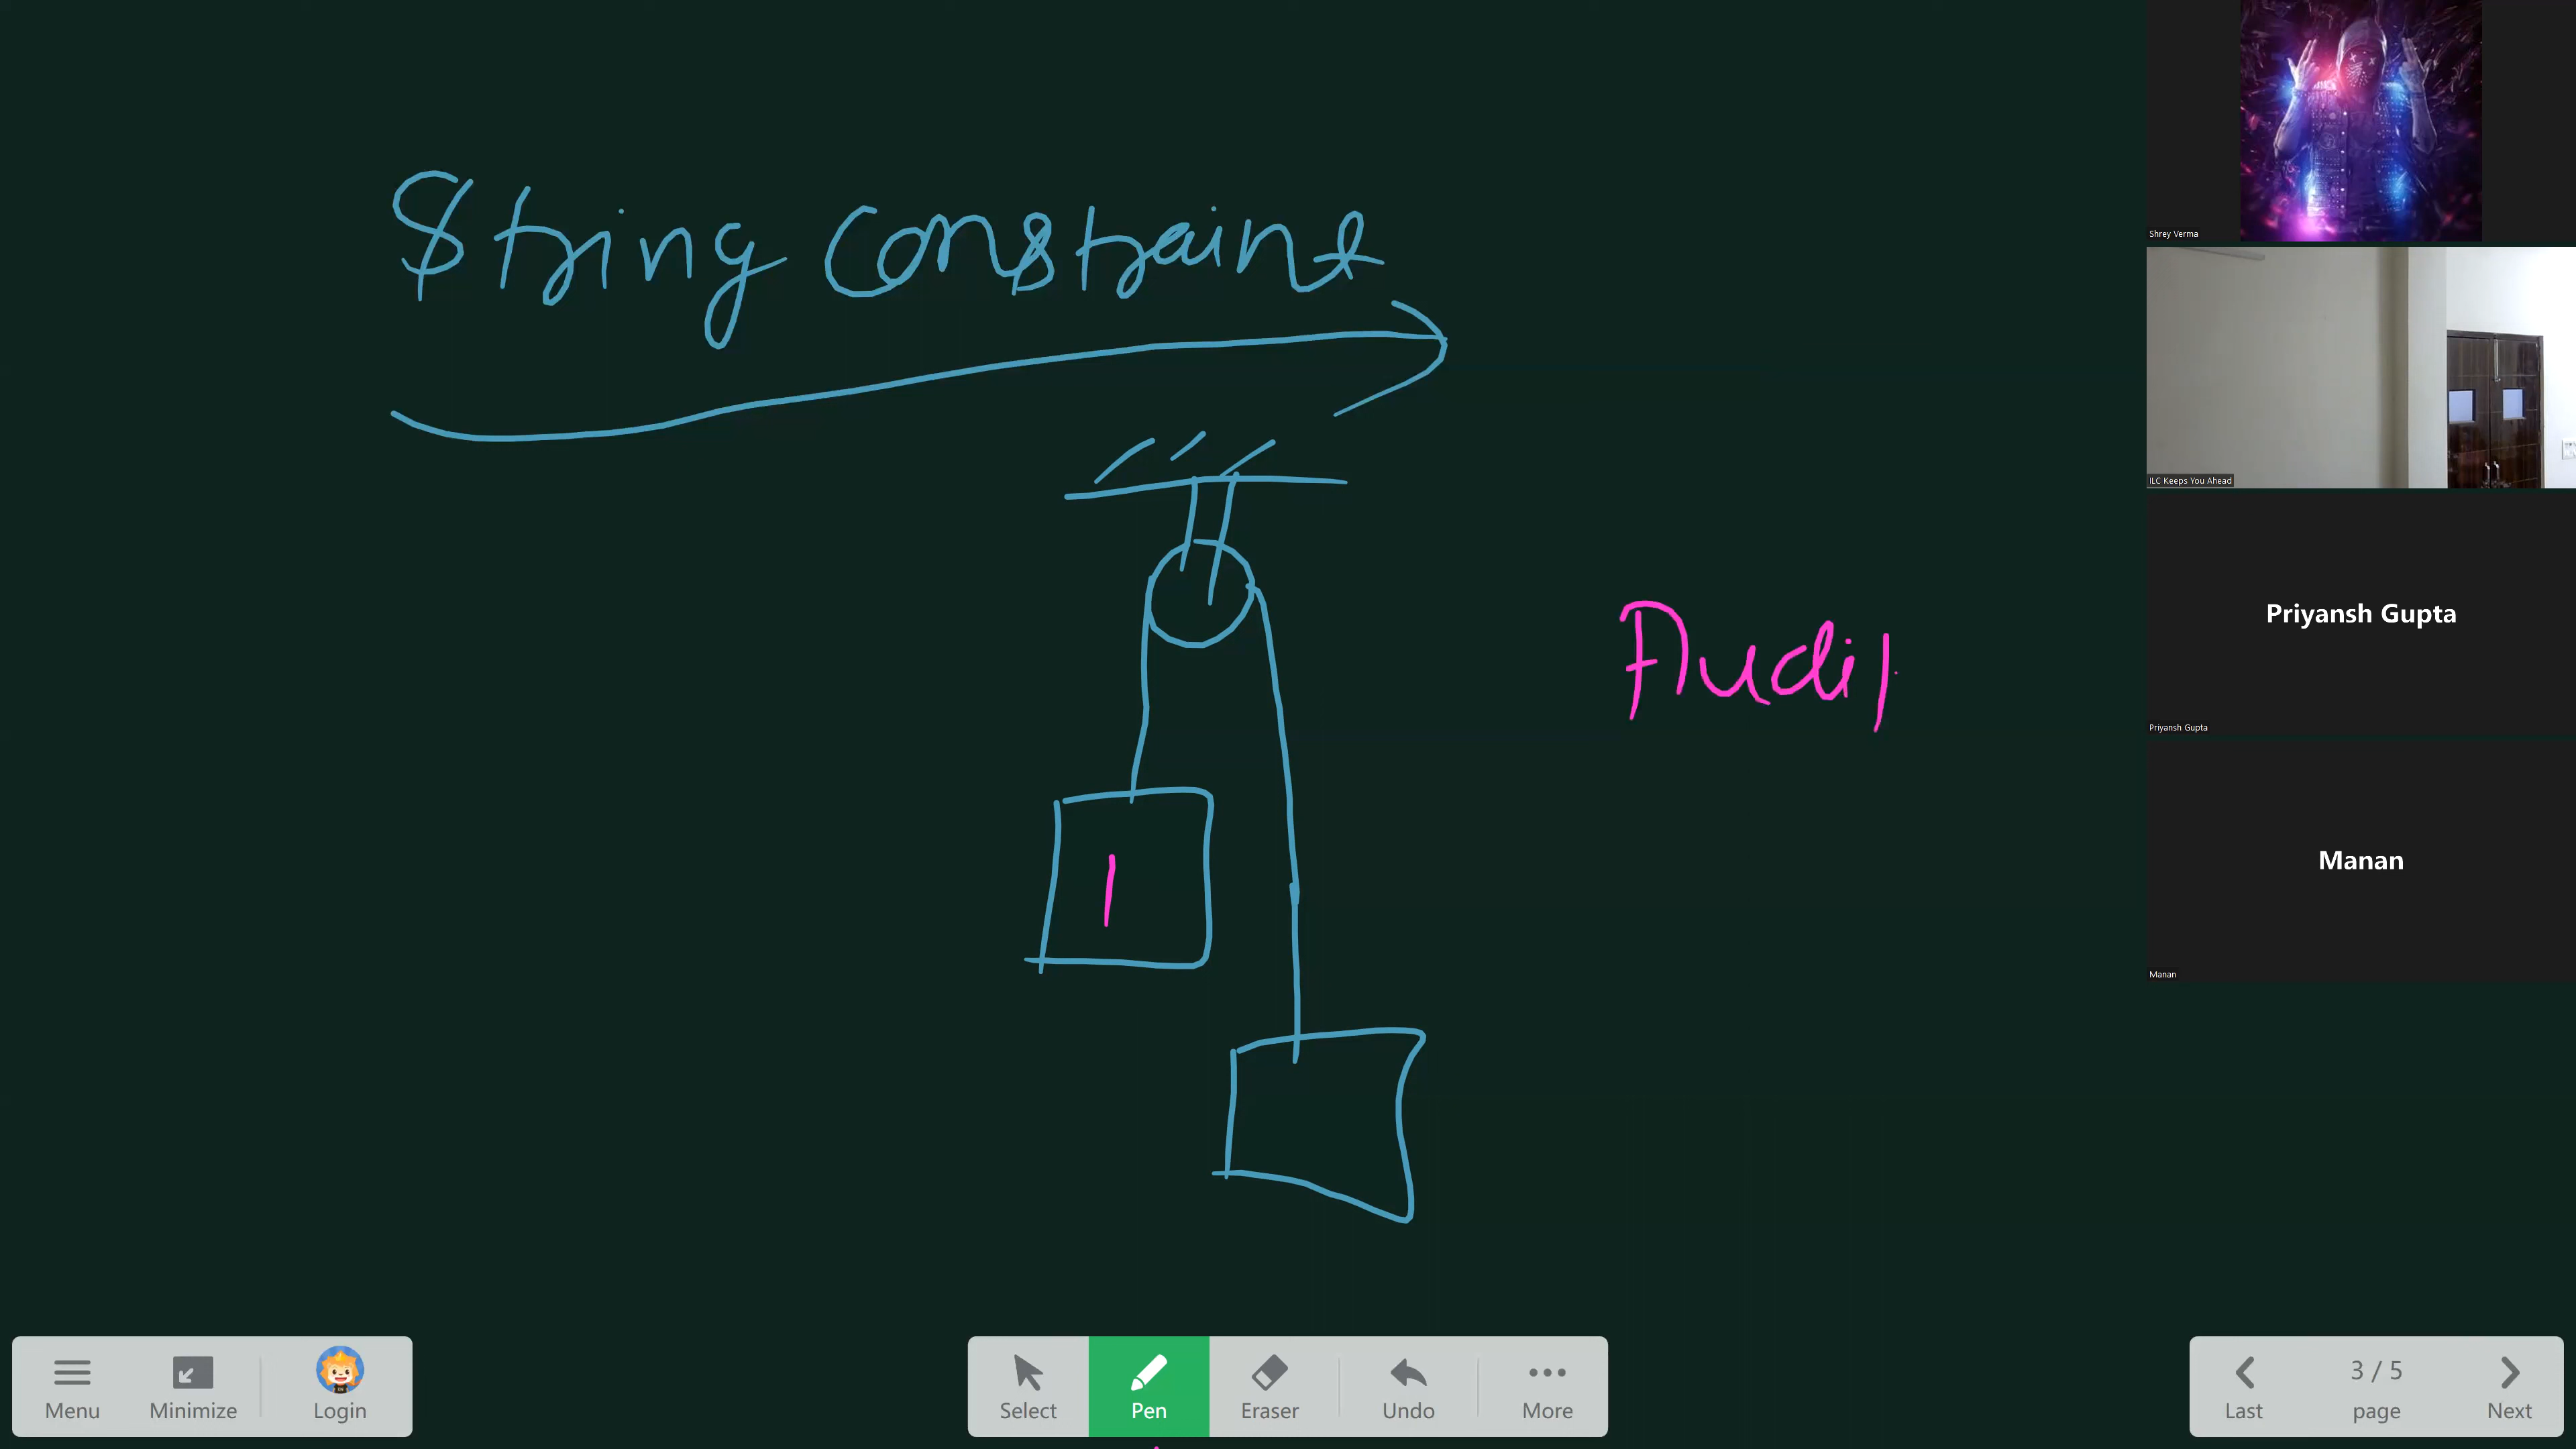 String constraint
Shrey Verma
ILC Keeps You Ahead
Priyansh Gupta
Priyansh Gupta
Manan
Manan
1
Menu
Minimize
Login
Select
Pen
Eraser
Undo
More
Last
3 / 5
page
Next